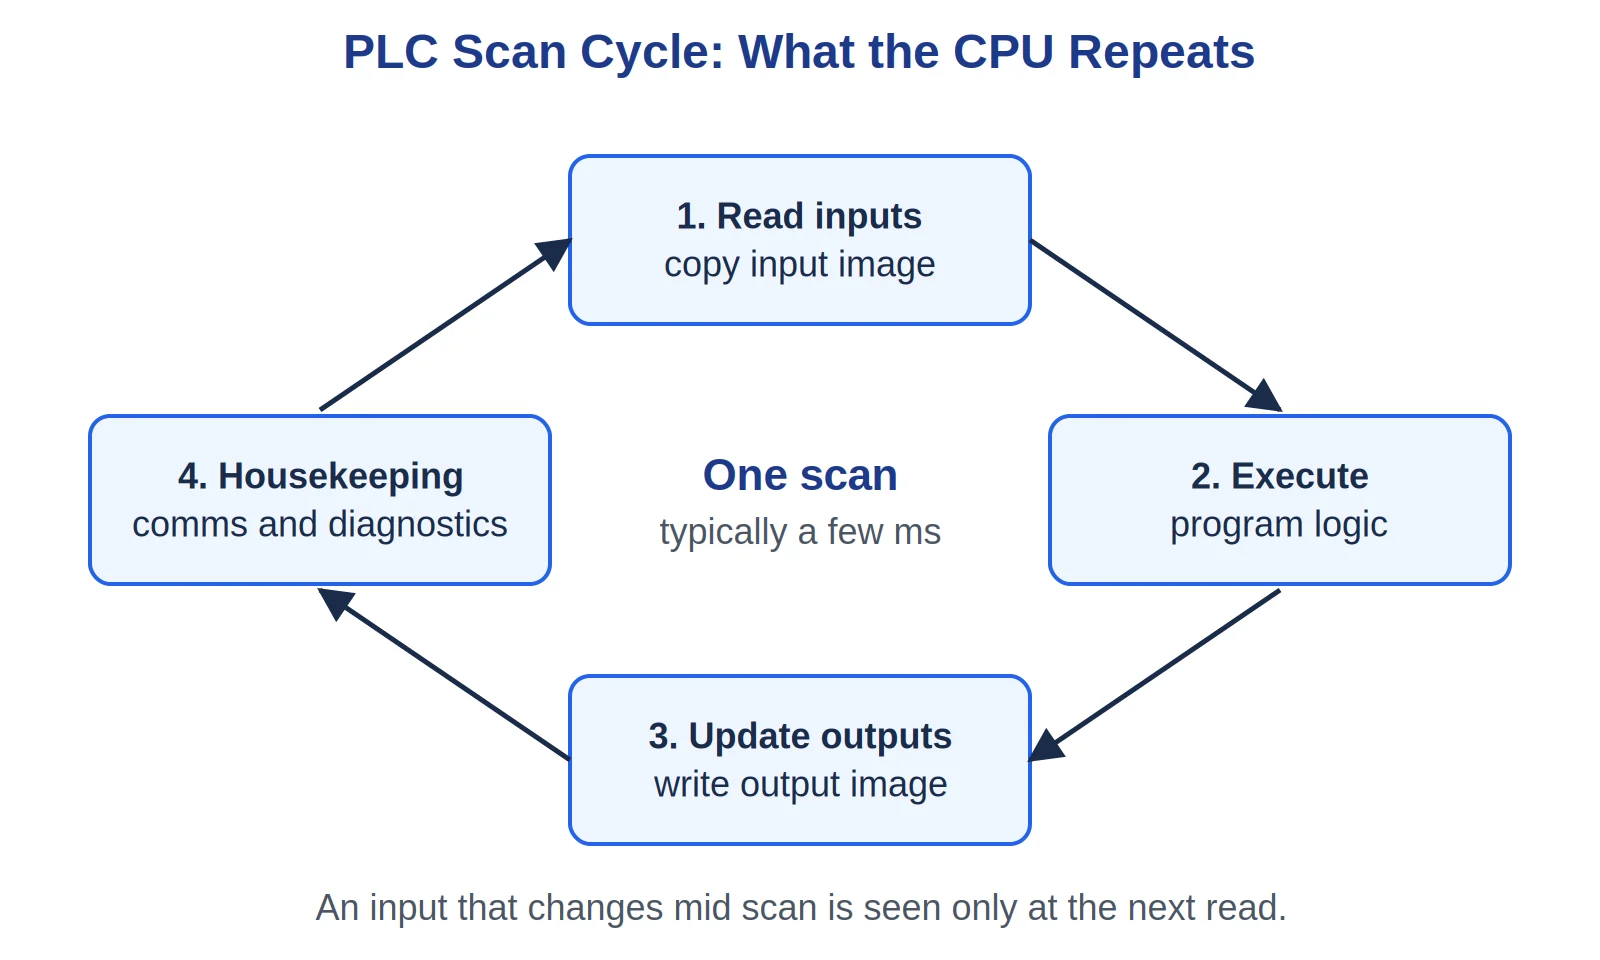 PLC Scan Cycle: What the CPU Repeats
1. Read inputs
copy input image
4. Housekeeping
comms and diagnostics
One scan
typically a few ms
2. Execute
program logic
3. Update outputs
write output image
An input that changes mid scan is seen only at the next read.